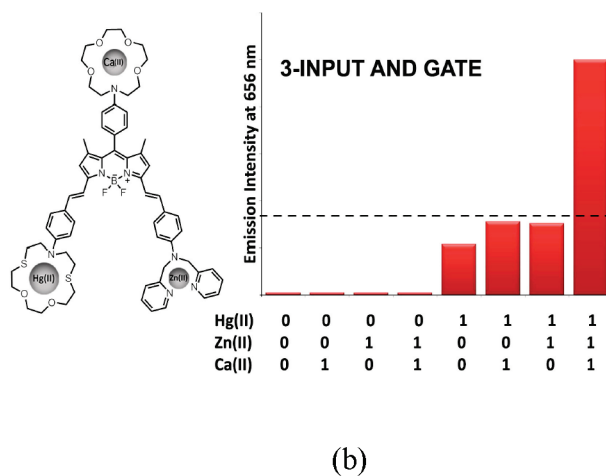 O O
Ca(II)
O O
N
N N+
B-
F F
N
S S
Hg(II)
O O
N
Zn(II)
N N
3-INPUT AND GATE
Emission Intensity at 656 nm
Hg(II) 0 0 0 0 1 1 1 1
Zn(II) 0 0 1 1 0 0 1 1
Ca(II) 0 1 0 1 0 1 0 1
(b)